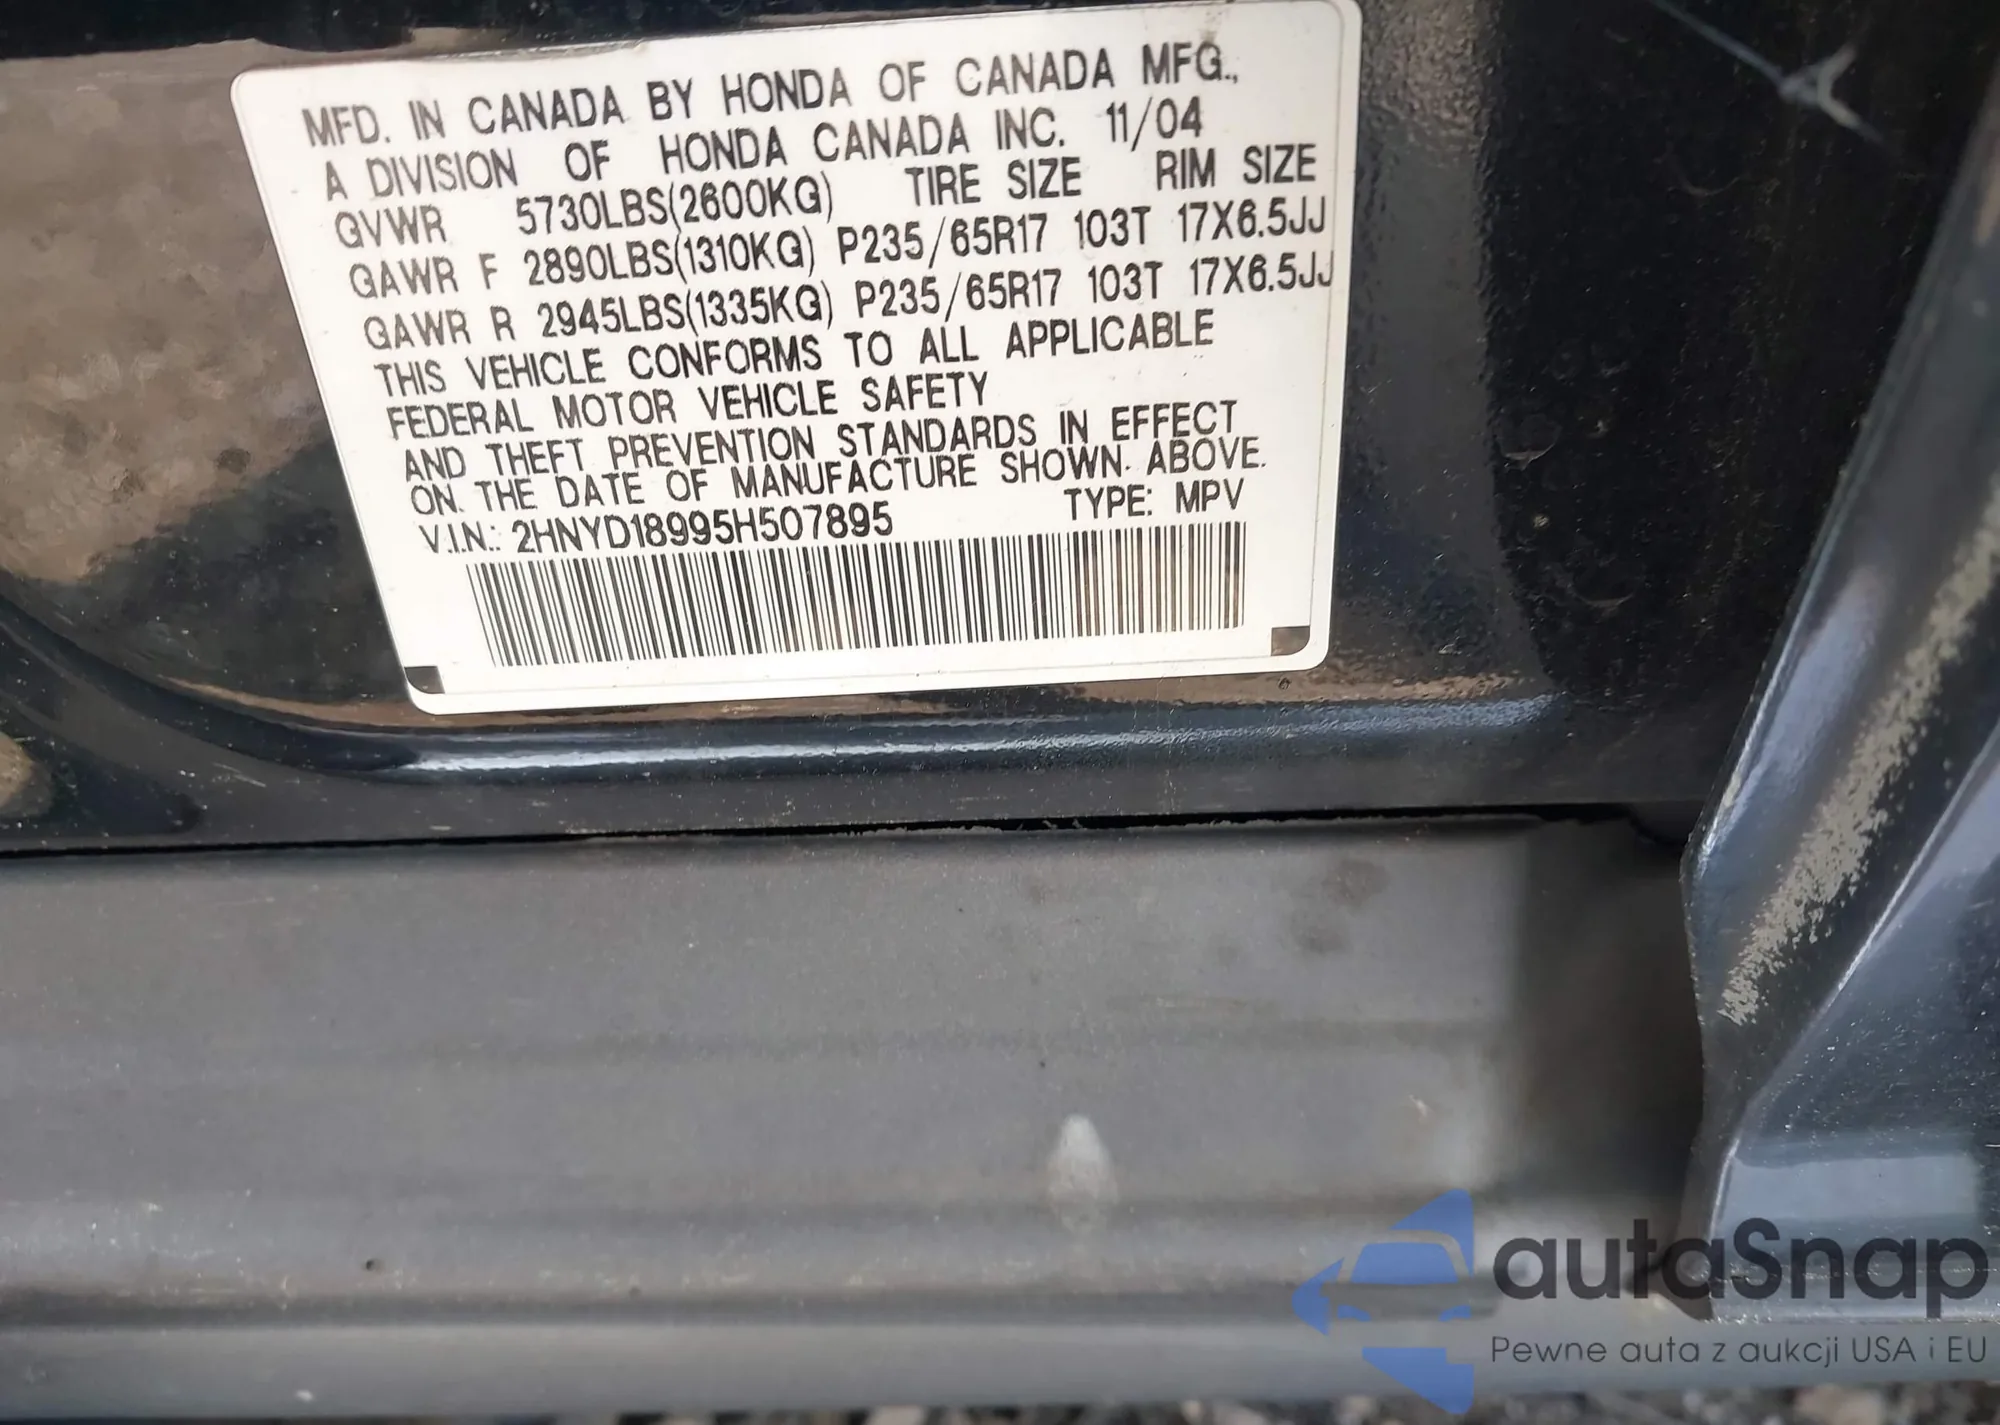 MFD. IN CANADA BY HONDA OF CANADA MFG.,
A DIVISION OF HONDA CANADA INC. 11/04
GVWR 5730LBS(2600KG) TIRE SIZE RIM SIZE
GAWR F 2890LBS(1310KG) P235/65R17 103T 17X6.5JJ
GAWR R 2945LBS(1335KG) P235/65R17 103T 17X6.5JJ
THIS VEHICLE CONFORMS TO ALL APPLICABLE
FEDERAL MOTOR VEHICLE SAFETY
AND THEFT PREVENTION STANDARDS IN EFFECT
ON THE DATE OF MANUFACTURE SHOWN ABOVE.
V.I.N.: 2HNYD18995H507895 TYPE: MPV
autaSnap
Pewne auta z aukcji USA i EU